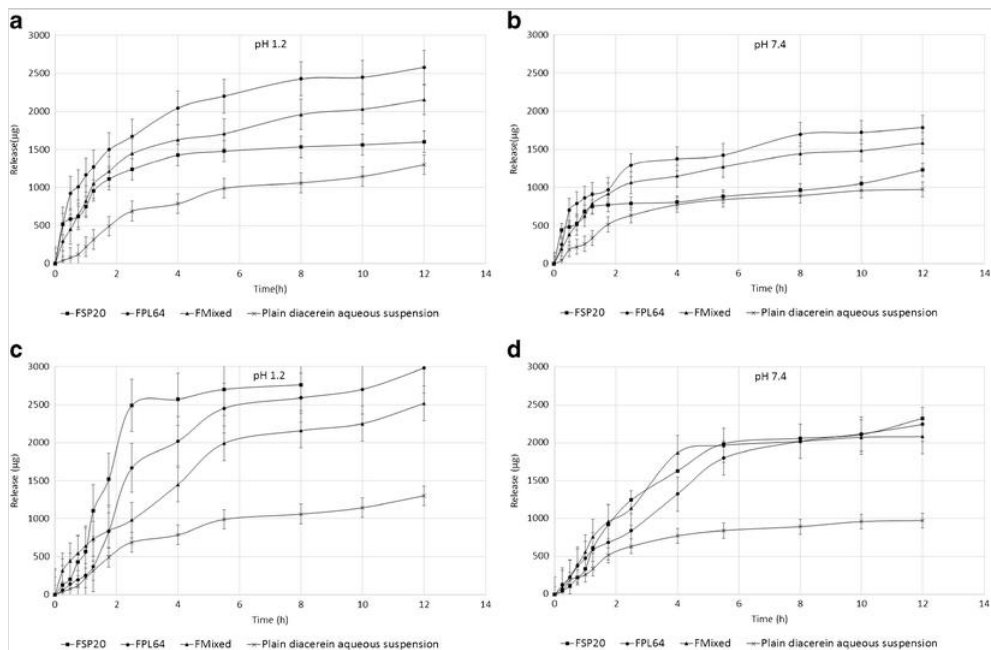 a
pH 1.2
3000
2500
2000
1500
1000
500
0
Release(µg)
0 2 4 6 8 10 12 14
Time(h)
FSP20 FPL64 FMixed Plain diacerein aqueous suspension
b
pH 7.4
3000
2500
2000
1500
1000
500
0
Release(µg)
0 2 4 6 8 10 12 14
Time (h)
FSP20 FPL64 FMixed Plain diacerein aqueous suspension
c
pH 1.2
3000
2500
2000
1500
1000
500
0
Release (µg)
0 2 4 6 8 10 12 14
FSP20 FPL64 FMixed Plain diacerein aqueous suspension
d
pH 7.4
3000
2500
2000
1500
1000
500
0
Release (µg)
0 2 4 6 8 10 12 14
Time (h)
FSP20 FPL64 FMixed Plain diacerein aqueous suspension